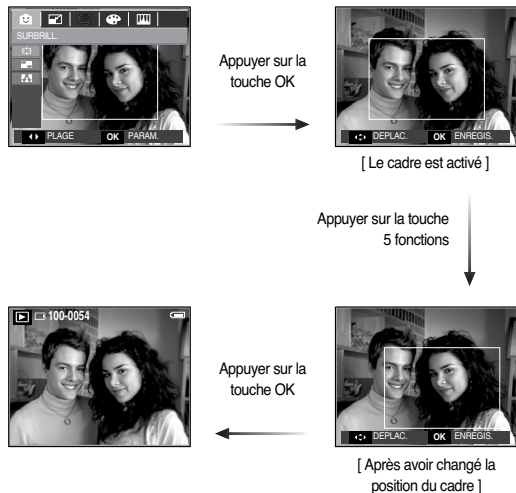 SURBRILL.
PLAGE OK PARAM.
Appuyer sur la
touche OK
DEPLAC. OK ENREGIS.
[ Le cadre est activé ]
Appuyer sur la touche
5 fonctions
DEPLAC. OK ENREGIS.
[ Après avoir changé la
position du cadre ]
Appuyer sur la
touche OK
100-0054